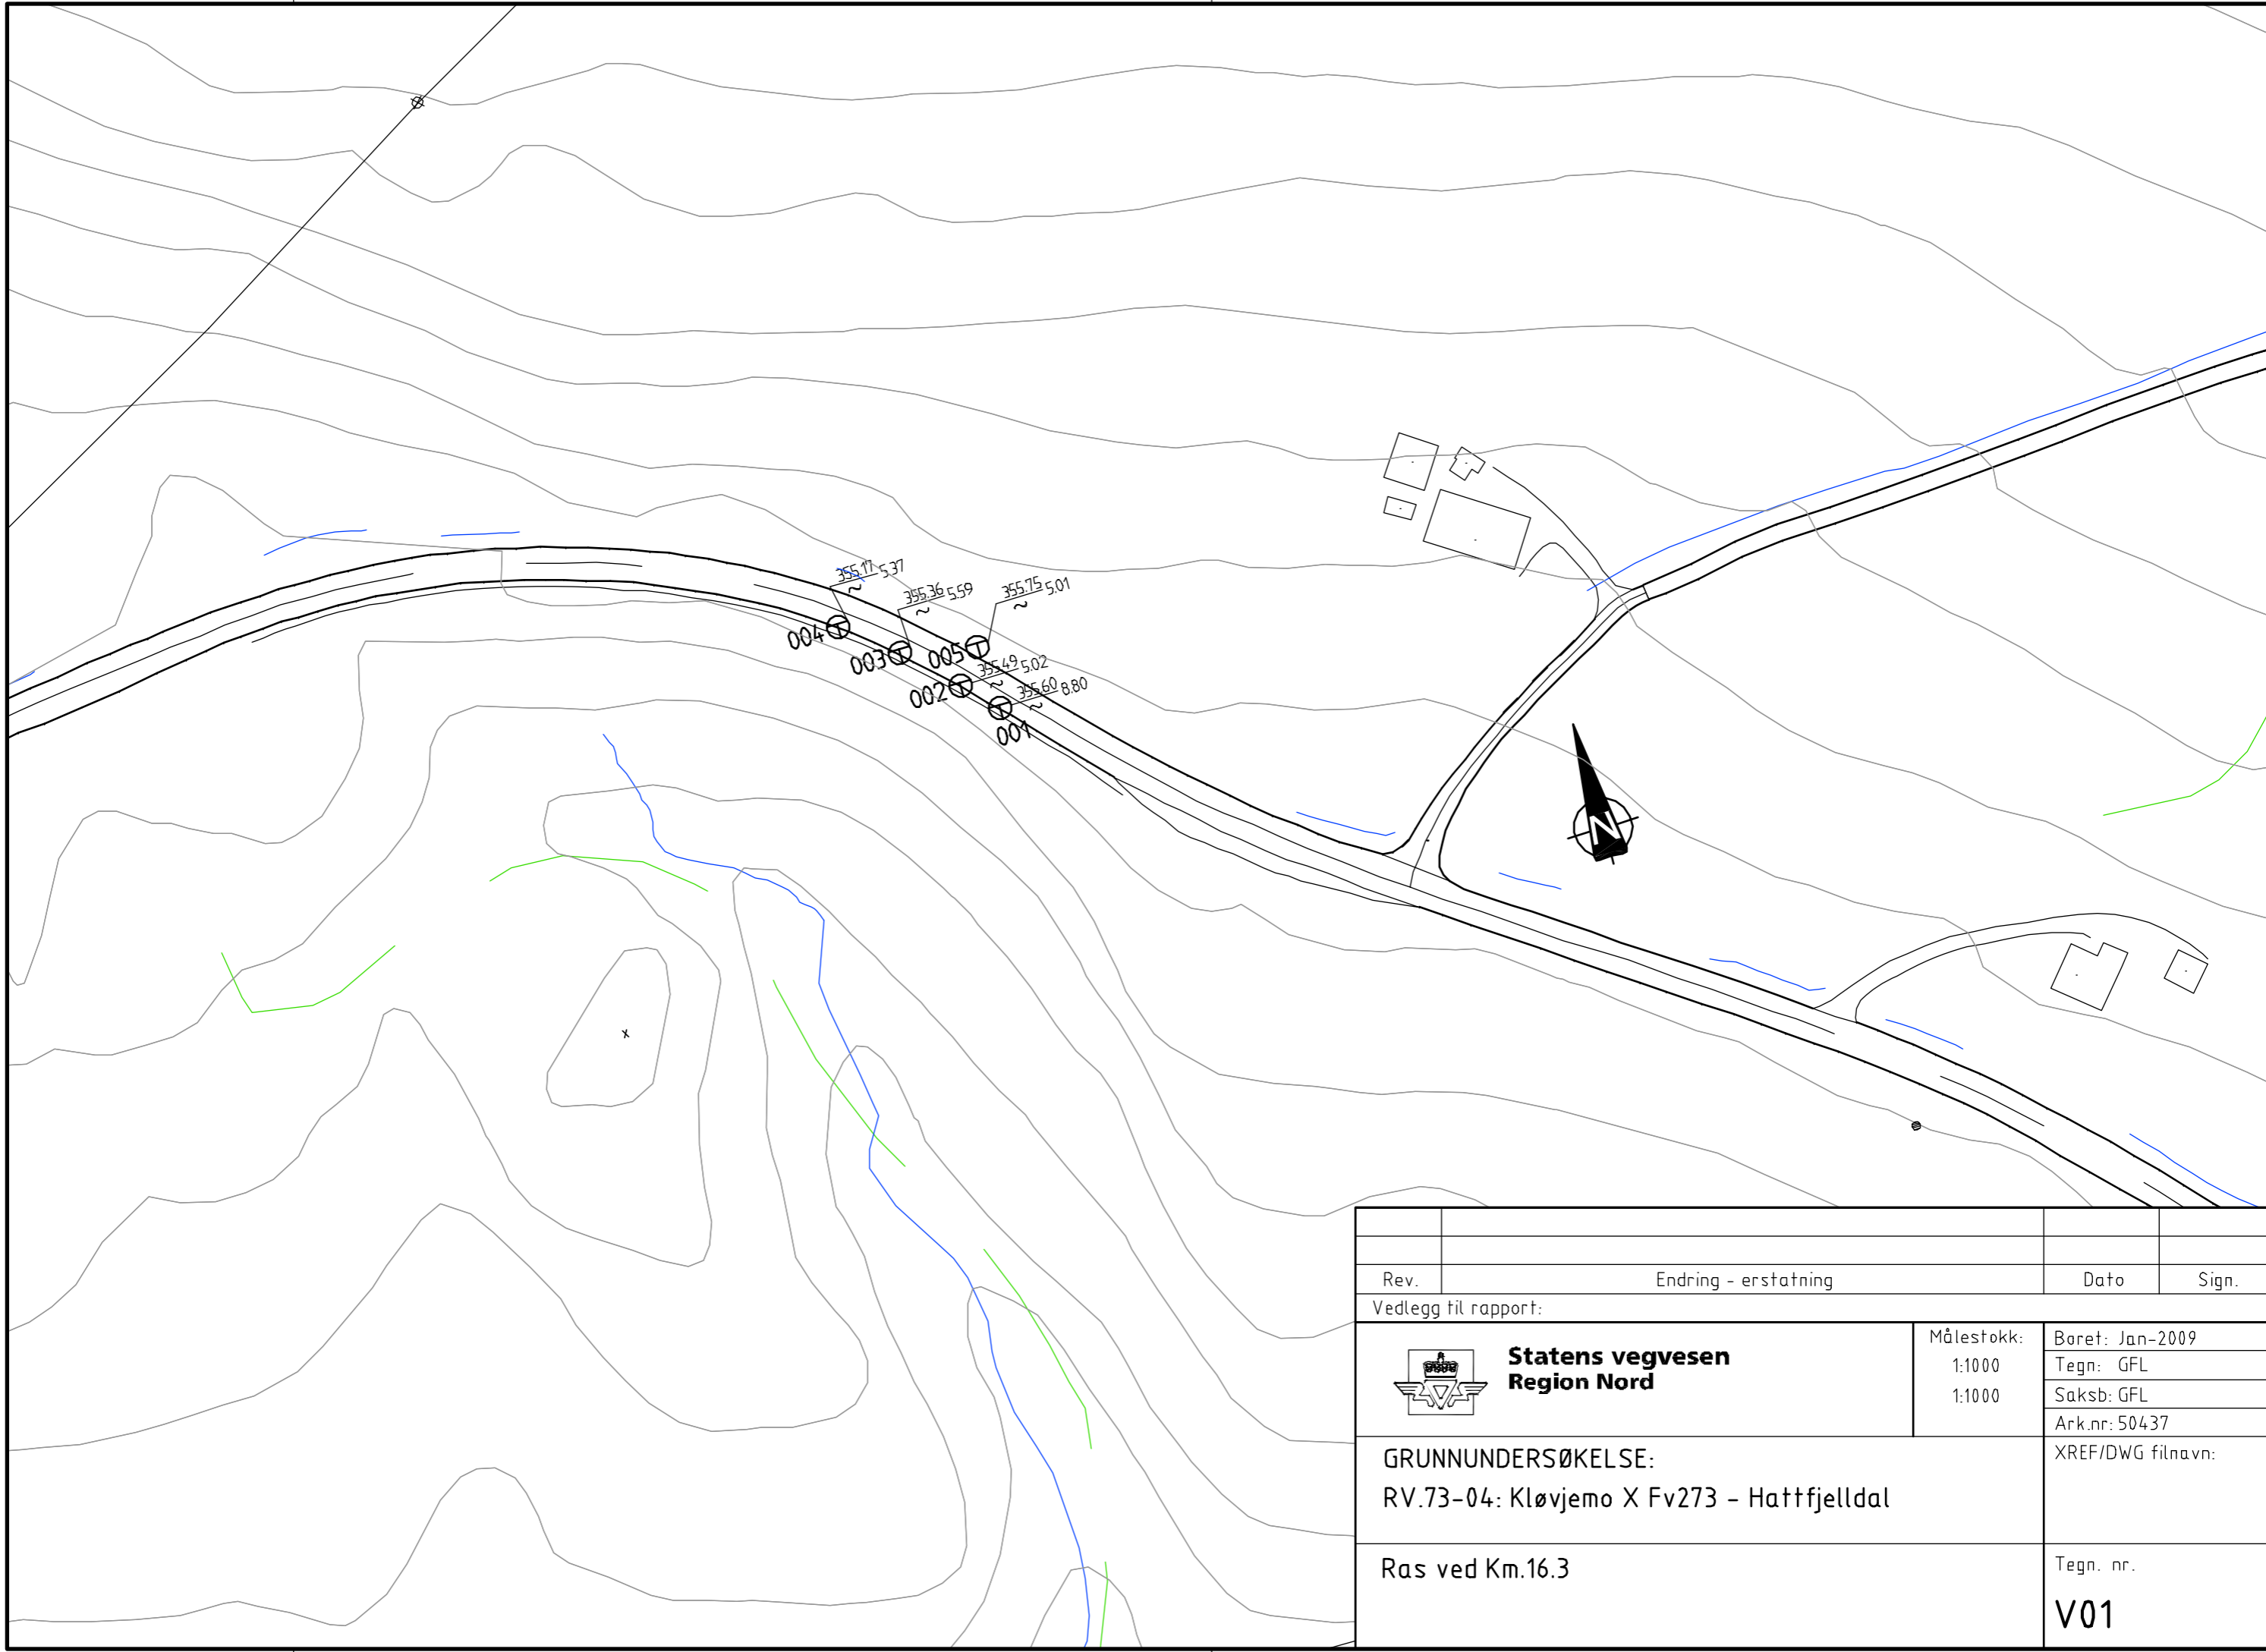 355.17 5.37
355.36 5.59
355.75 5.01
004
003
005
355.49 5.02
002
355.60 8.80
001
N
x
Rev. Endring - erstatning Dato Sign.
Vedlegg til rapport:
Statens vegvesen
Region Nord
Målestokk:
1:1000
1:1000
Boret: Jan-2009
Tegn: GFL
Saksb: GFL
Ark.nr: 50437
GRUNNUNDERSØKELSE:
RV.73-04: Kløvjemo X Fv273 - Hattfjelldal
XREF/DWG filnavn:
Ras ved Km.16.3
Tegn. nr.
V01